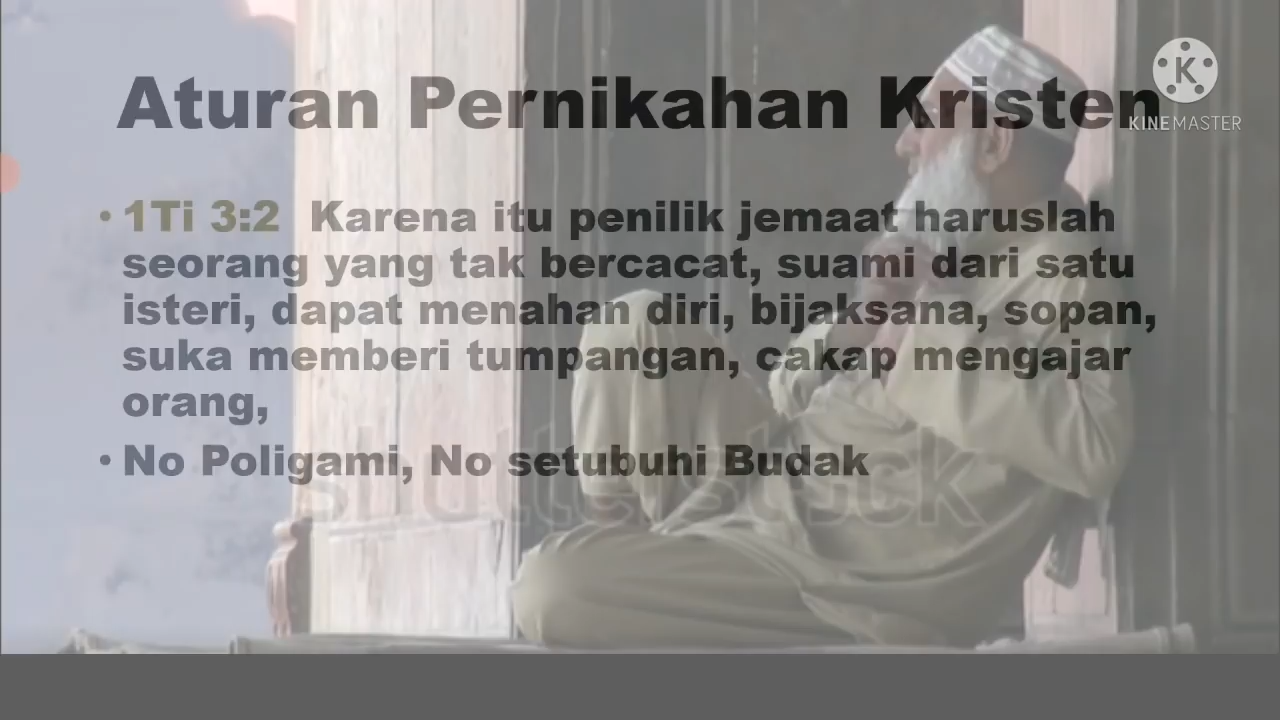 Aturan Pernikahan Kristen
KINEMASTER
• 1Ti 3:2 Karena itu penilik jemaat haruslah
seorang yang tak bercacat, suami dari satu
isteri, dapat menahan diri, bijaksana, sopan,
suka memberi tumpangan, cakap mengajar
orang,
• No Poligami, No setubuhi Budak
shutterstock